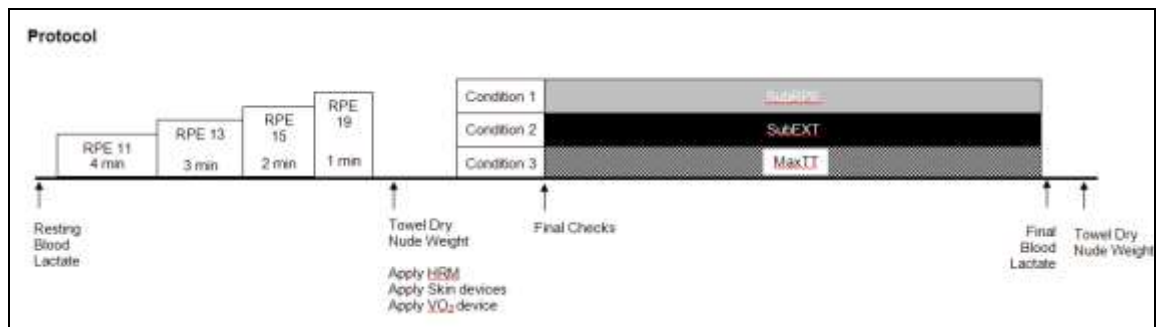 Protocol
RPE 11
4 min
RPE 13
3 min
RPE
15
2 min
RPE
19
1 min
Condition 1
SubRPE
Condition 2
SubEXT
Condition 3
MaxTT
Resting
Blood
Lactate
Towel Dry
Nude Weight
Apply HRM
Apply Skin devices
Apply VO₂ device
Final Checks
Final
Blood
Lactate
Towel Dry
Nude Weight